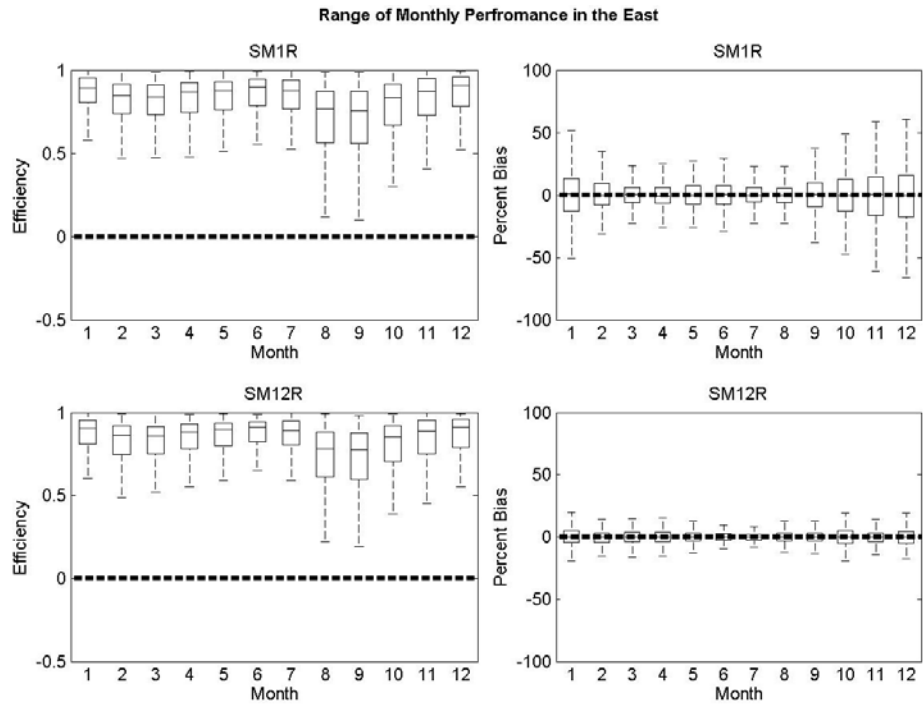 Range of Monthly Perfromance in the East
SM1R
1
0.5
0
-0.5
Efficiency
1 2 3 4 5 6 7 8 9 10 11 12
Month
SM1R
100
50
0
-50
-100
Percent Bias
1 2 3 4 5 6 7 8 9 10 11 12
Month
SM12R
1
0.5
0
-0.5
Efficiency
1 2 3 4 5 6 7 8 9 10 11 12
Month
SM12R
100
50
0
-50
-100
Percent Bias
1 2 3 4 5 6 7 8 9 10 11 12
Month